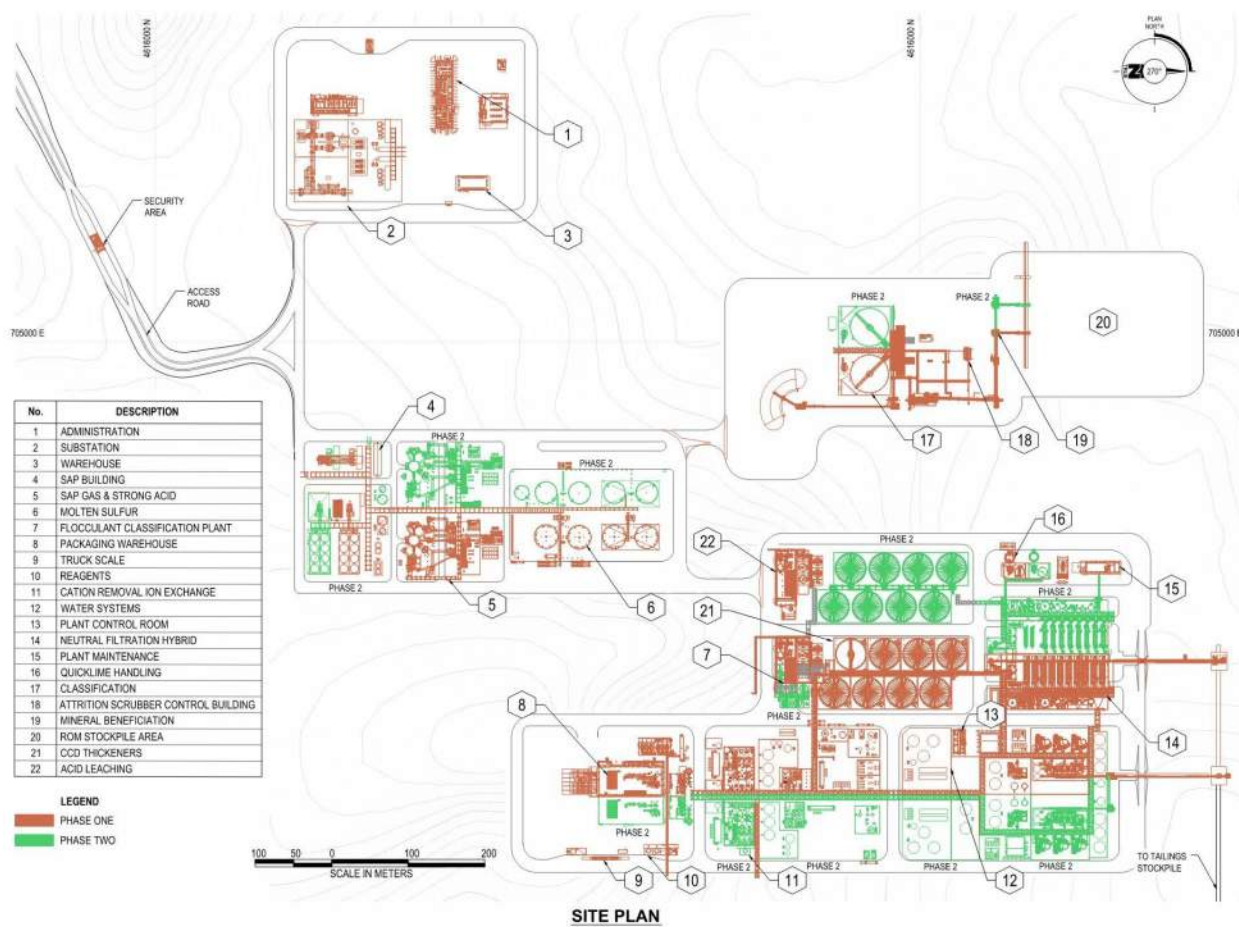 4616000 N
4616000 N
PLAN
NORTH
270°
SECURITY
AREA
ACCESS
ROAD
705000 E
705000 E
1
2
3
PHASE 2
PHASE 2
20
17
18
19
No. DESCRIPTION
1 ADMINISTRATION
2 SUBSTATION
3 WAREHOUSE
4 SAP BUILDING
5 SAP GAS & STRONG ACID
6 MOLTEN SULFUR
7 FLOCCULANT CLASSIFICATION PLANT
8 PACKAGING WAREHOUSE
9 TRUCK SCALE
10 REAGENTS
11 CATION REMOVAL ION EXCHANGE
12 WATER SYSTEMS
13 PLANT CONTROL ROOM
14 NEUTRAL FILTRATION HYBRID
15 PLANT MAINTENANCE
16 QUICKLIME HANDLING
17 CLASSIFICATION
18 ATTRITION SCRUBBER CONTROL BUILDING
19 MINERAL BENEFICIATION
20 ROM STOCKPILE AREA
21 CCD THICKENERS
22 ACID LEACHING
LEGEND
PHASE ONE
PHASE TWO
4
PHASE 2
PHASE 2
PHASE 2
5
6
22
PHASE 2
16
15
PHASE 2
21
7
PHASE 2
14
8
13
PHASE 2
PHASE 2
PHASE 2
PHASE 2
PHASE 2
9
10
11
12
TO TAILINGS
STOCKPILE
100 50 0 100 200
SCALE IN METERS
SITE PLAN